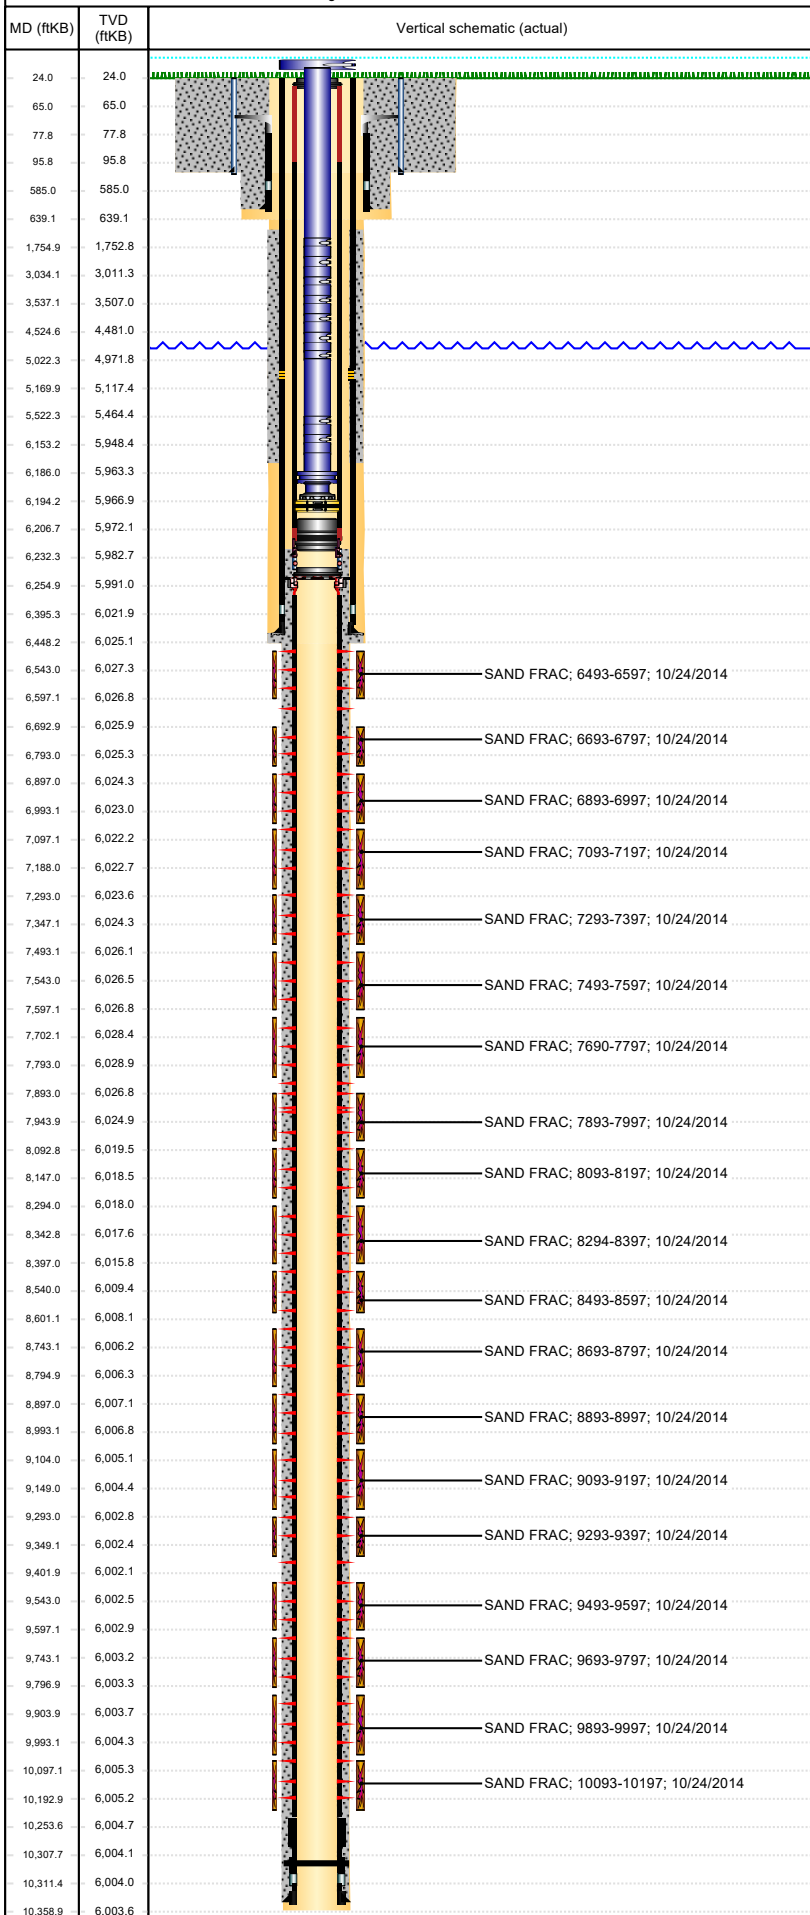 MD (ftKB) TVD (ftKB) Vertical schematic (actual)
24.0 24.0
65.0 65.0
77.8 77.8
95.8 95.8
585.0 585.0
639.1 639.1
1,754.9 1,752.8
3,034.1 3,011.3
3,537.1 3,507.0
4,524.6 4,481.0
5,022.3 4,971.8
5,169.9 5,117.4
5,522.3 5,464.4
6,153.2 5,948.4
6,186.0 5,963.3
6,194.2 5,966.9
6,206.7 5,972.1
6,232.3 5,982.7
6,254.9 5,991.0
6,395.3 6,021.9
6,448.2 6,025.1
6,543.0 6,027.3 SAND FRAC; 6493-6597; 10/24/2014
6,597.1 6,026.8
6,692.9 6,025.9 SAND FRAC; 6693-6797; 10/24/2014
6,793.0 6,025.3
6,897.0 6,024.3 SAND FRAC; 6893-6997; 10/24/2014
6,993.1 6,023.0
7,097.1 6,022.2 SAND FRAC; 7093-7197; 10/24/2014
7,188.0 6,022.7
7,293.0 6,023.6
7,347.1 6,024.3 SAND FRAC; 7293-7397; 10/24/2014
7,493.1 6,026.1
7,543.0 6,026.5 SAND FRAC; 7493-7597; 10/24/2014
7,597.1 6,026.8
7,702.1 6,028.4 SAND FRAC; 7690-7797; 10/24/2014
7,793.0 6,028.9
7,893.0 6,026.8
7,943.9 6,024.9 SAND FRAC; 7893-7997; 10/24/2014
8,092.8 6,019.5
8,147.0 6,018.5 SAND FRAC; 8093-8197; 10/24/2014
8,294.0 6,018.0
8,342.8 6,017.6 SAND FRAC; 8294-8397; 10/24/2014
8,397.0 6,015.8
8,540.0 6,009.4 SAND FRAC; 8493-8597; 10/24/2014
8,601.1 6,008.1
8,743.1 6,006.2 SAND FRAC; 8693-8797; 10/24/2014
8,794.9 6,006.3
8,897.0 6,007.1 SAND FRAC; 8893-8997; 10/24/2014
8,993.1 6,006.8
9,104.0 6,005.1 SAND FRAC; 9093-9197; 10/24/2014
9,149.0 6,004.4
9,293.0 6,002.8 SAND FRAC; 9293-9397; 10/24/2014
9,349.1 6,002.4
9,401.9 6,002.1
9,543.0 6,002.5 SAND FRAC; 9493-9597; 10/24/2014
9,597.1 6,002.9
9,743.1 6,003.2 SAND FRAC; 9693-9797; 10/24/2014
9,796.9 6,003.3
9,903.9 6,003.7 SAND FRAC; 9893-9997; 10/24/2014
9,993.1 6,004.3
10,097.1 6,005.3 SAND FRAC; 10093-10197; 10/24/2014
10,192.9 6,005.2
10,253.6 6,004.7
10,307.7 6,004.1
10,311.4 6,004.0
10,358.9 6,003.6